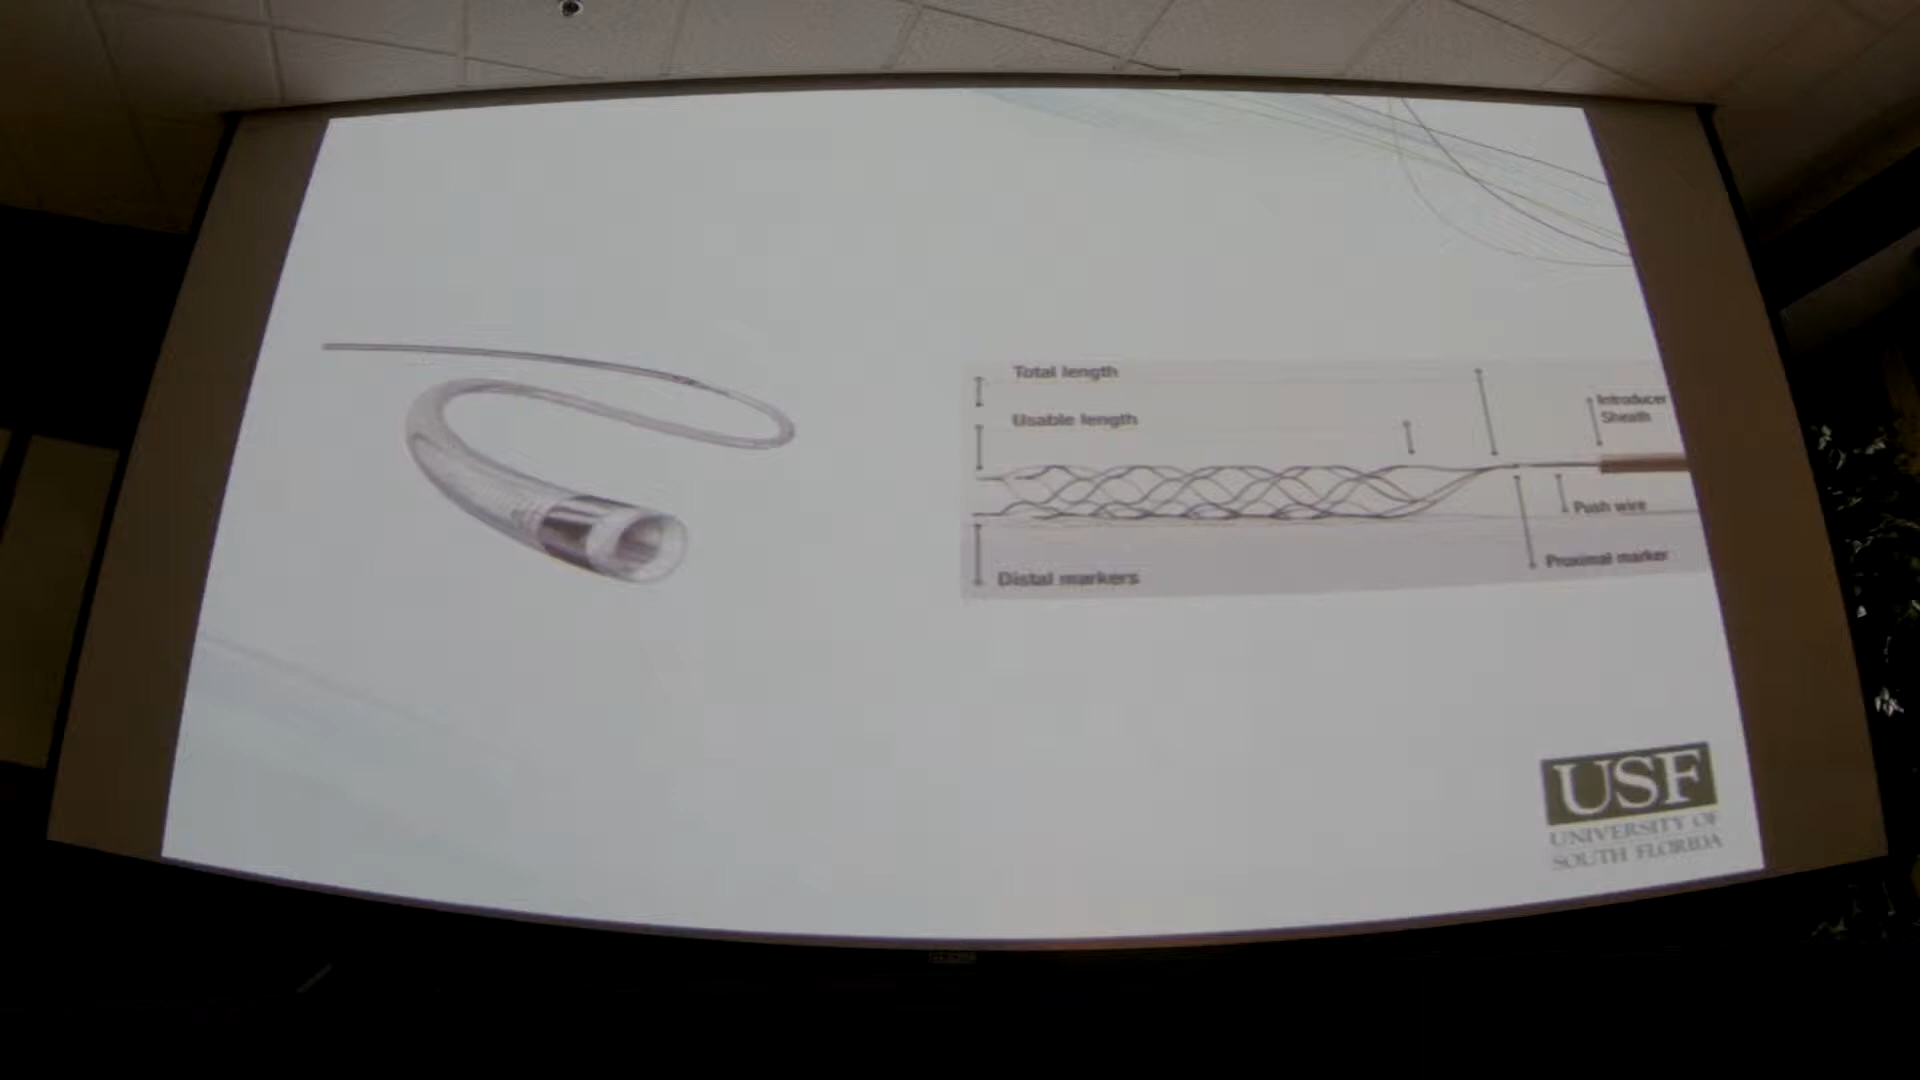 Total length
Usable length
Introducer
Sheath
Push wire
Proximal marker
Distal markers
USF
UNIVERSITY OF
SOUTH FLORIDA